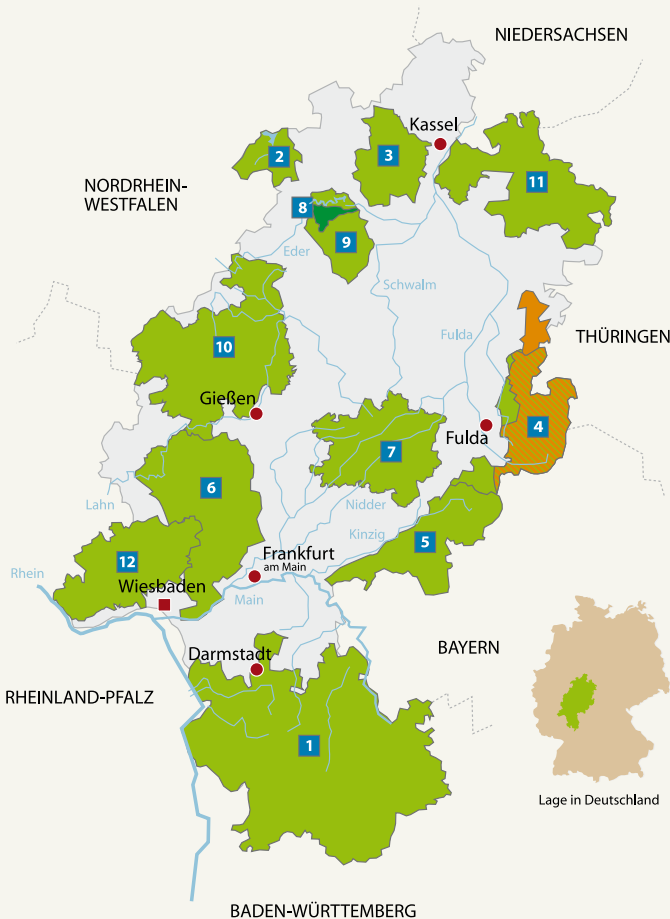 NIEDERSACHSEN
Kassel
2
3
11
NORDRHEIN-
WESTFALEN
8
9
Eder
Schwalm
Fulda
THÜRINGEN
10
Gießen
4
Fulda
7
6
Lahn
Nidder
Kinzig
5
12
Frankfurt
am Main
Rhein
Wiesbaden
Main
BAYERN
Darmstadt
RHEINLAND-PFALZ
1
Lage in Deutschland
BADEN-WÜRTTEMBERG